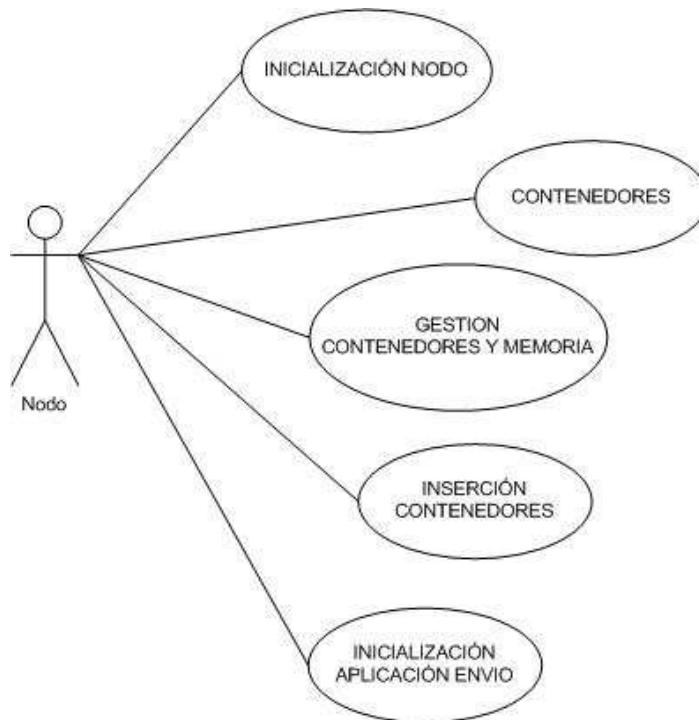 INICIALIZACIÓN NODO
CONTENEDORES
GESTION
CONTENEDORES Y MEMORIA
Nodo
INSERCIÓN
CONTENEDORES
INICIALIZACIÓN
APLICACIÓN ENVIO